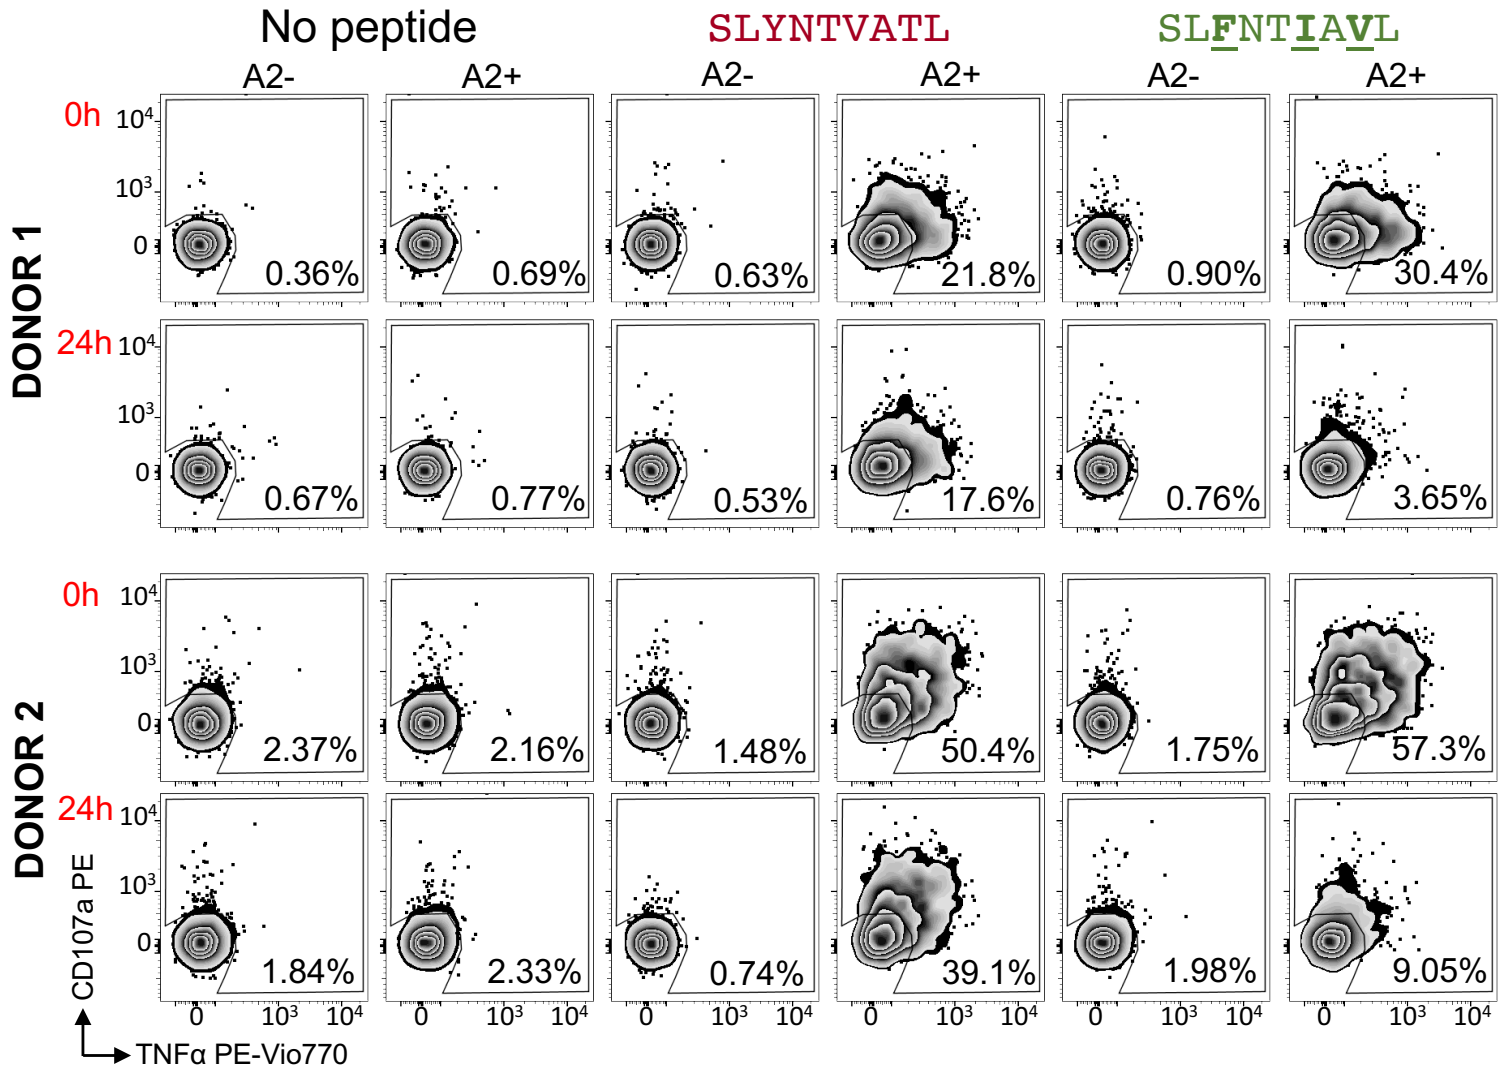 No peptide SLYNTVATL SLFNTIAVL
A2- A2+ A2- A2+ A2- A2+
DONOR 1
0h
10⁴
10³
0
0.36% 0.69% 0.63% 21.8% 0.90% 30.4%
24h
10⁴
10³
0
0.67% 0.77% 0.53% 17.6% 0.76% 3.65%
DONOR 2
0h
10⁴
10³
0
2.37% 2.16% 1.48% 50.4% 1.75% 57.3%
24h
10⁴
10³
0
1.84% 2.33% 0.74% 39.1% 1.98% 9.05%
0 10³ 10⁴ 0 10³ 10⁴ 0 10³ 10⁴ 0 10³ 10⁴ 0 10³ 10⁴ 0 10³ 10⁴
CD107a PE
TNFα PE-Vio770